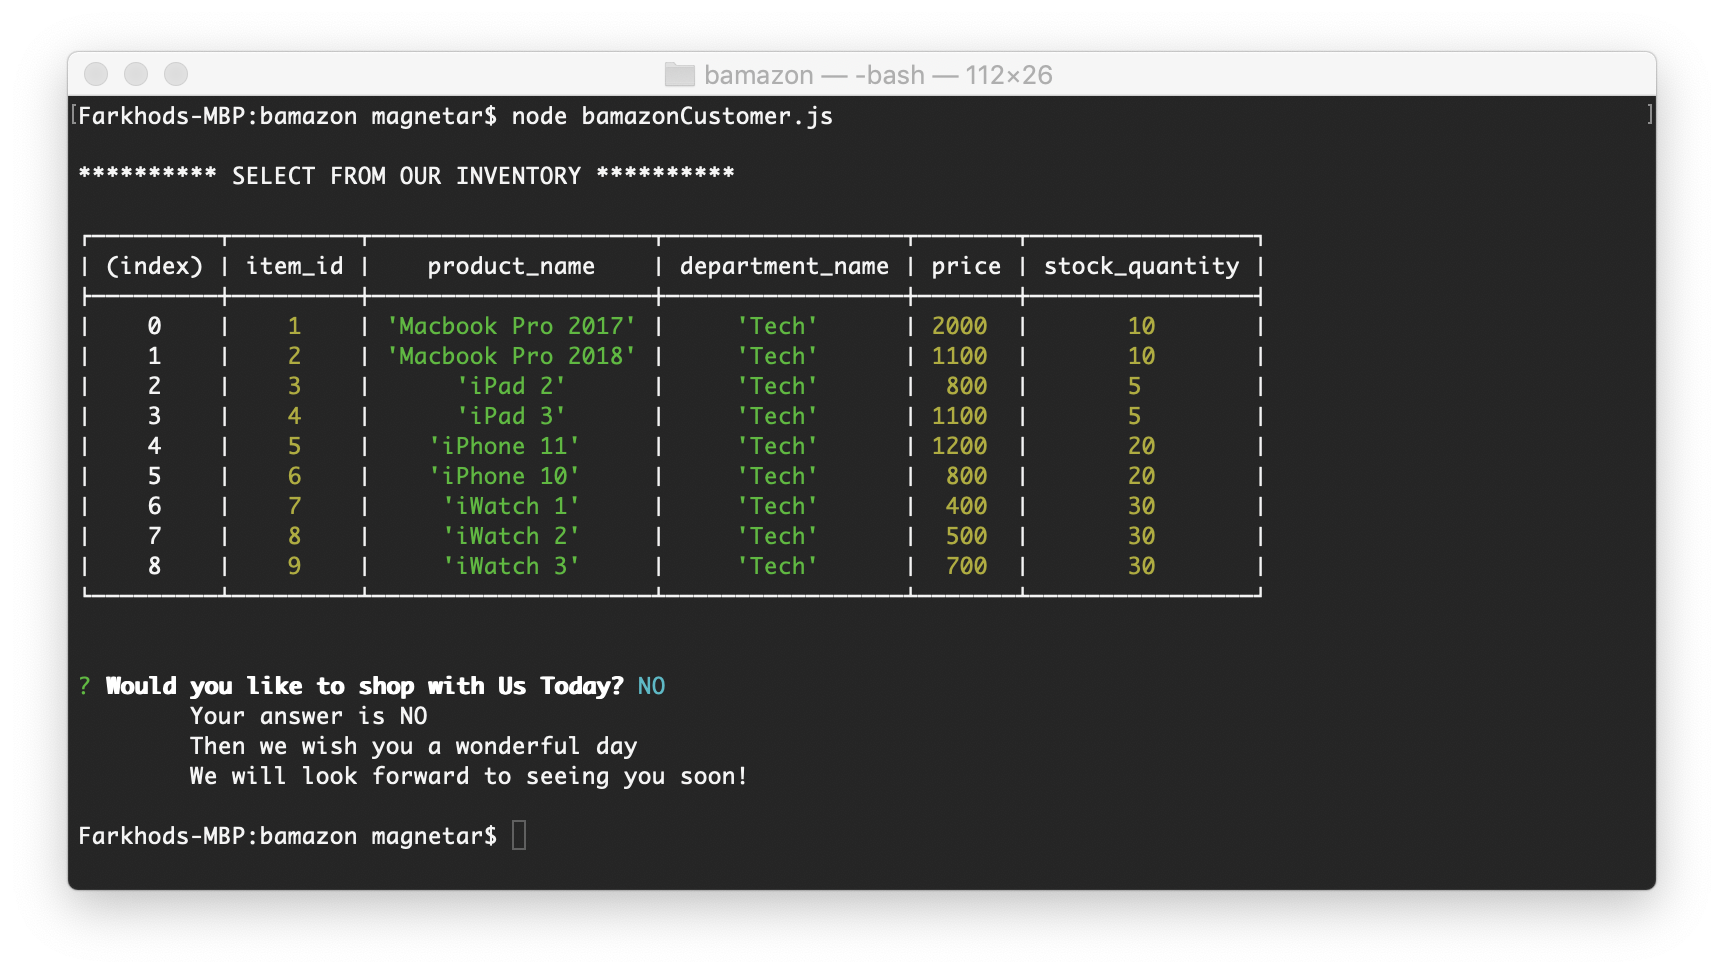 bamazon — -bash — 112×26
[Farkhods-MBP:bamazon magnetar$ node bamazonCustomer.js ]
********** SELECT FROM OUR INVENTORY **********
(index) | item_id | product_name | department_name | price | stock_quantity
0 | 1 | 'Macbook Pro 2017' | 'Tech' | 2000 | 10
1 | 2 | 'Macbook Pro 2018' | 'Tech' | 1100 | 10
2 | 3 | 'iPad 2' | 'Tech' | 800 | 5
3 | 4 | 'iPad 3' | 'Tech' | 1100 | 5
4 | 5 | 'iPhone 11' | 'Tech' | 1200 | 20
5 | 6 | 'iPhone 10' | 'Tech' | 800 | 20
6 | 7 | 'iWatch 1' | 'Tech' | 400 | 30
7 | 8 | 'iWatch 2' | 'Tech' | 500 | 30
8 | 9 | 'iWatch 3' | 'Tech' | 700 | 30
? Would you like to shop with Us Today? NO
Your answer is NO
Then we wish you a wonderful day
We will look forward to seeing you soon!
Farkhods-MBP:bamazon magnetar$